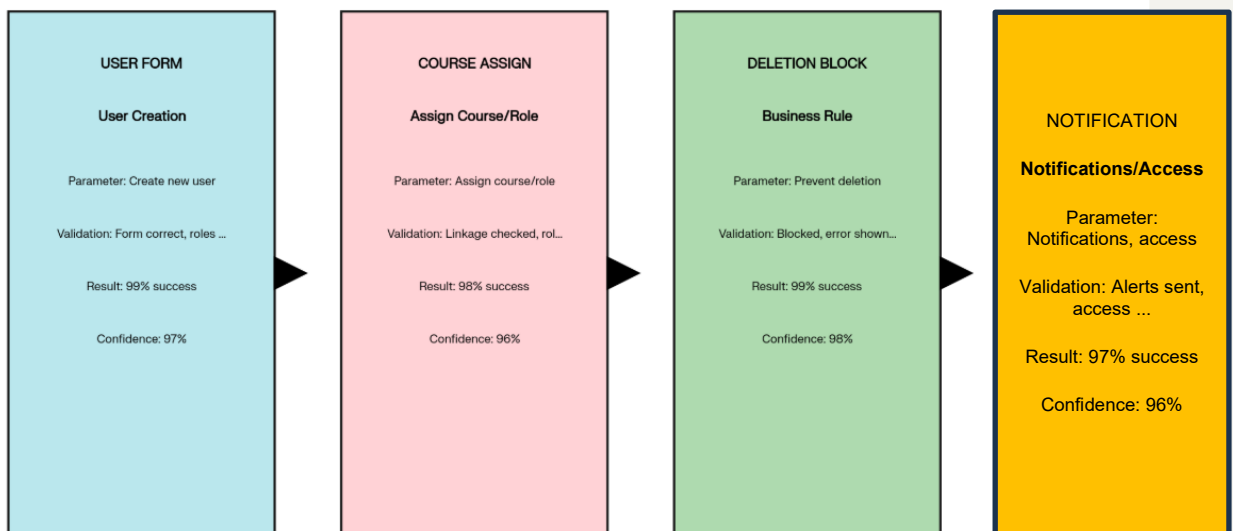 USER FORM
User Creation
Parameter: Create new user
Validation: Form correct, roles ...
Result: 99% success
Confidence: 97%
COURSE ASSIGN
Assign Course/Role
Parameter: Assign course/role
Validation: Linkage checked, rol...
Result: 98% success
Confidence: 96%
DELETION BLOCK
Business Rule
Parameter: Prevent deletion
Validation: Blocked, error shown...
Result: 99% success
Confidence: 98%
NOTIFICATION
Notifications/Access
Parameter:
Notifications, access
Validation: Alerts sent,
access ...
Result: 97% success
Confidence: 96%